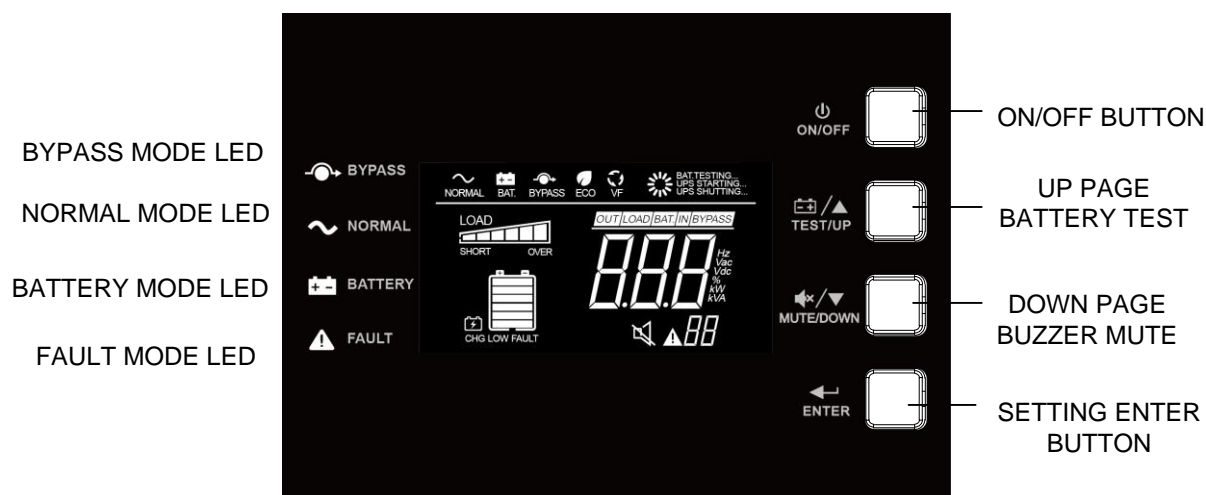 BYPASS MODE LED
NORMAL MODE LED
BATTERY MODE LED
FAULT MODE LED
BYPASS
NORMAL
BATTERY
FAULT
NORMAL BAT. BYPASS ECO VF
BAT.TESTING...
UPS STARTING...
UPS SHUTTING...
LOAD
SHORT OVER
CHG LOW FAULT
OUT LOAD BAT. IN BYPASS
8.8.8
Hz
Vac
Vdc
%
kW
kVA
88
ON/OFF
TEST/UP
MUTE/DOWN
ENTER
ON/OFF BUTTON
UP PAGE
BATTERY TEST
DOWN PAGE
BUZZER MUTE
SETTING ENTER
BUTTON